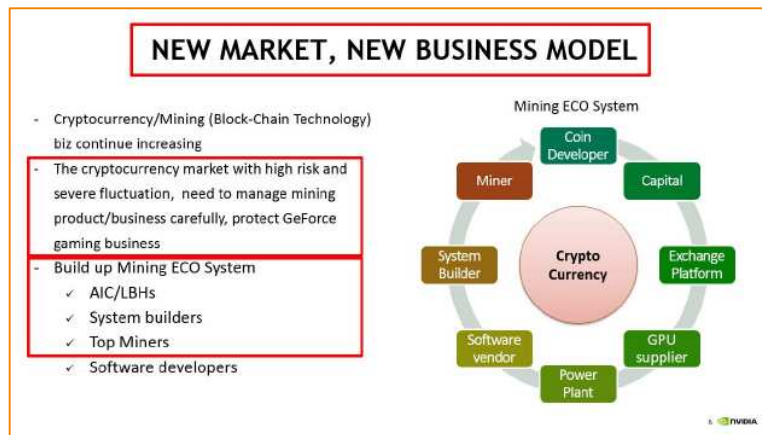 NEW MARKET, NEW BUSINESS MODEL
- Cryptocurrency/Mining (Block-Chain Technology)
biz continue increasing
- The cryptocurrency market with high risk and
severe fluctuation, need to manage mining
product/business carefully, protect GeForce
gaming business
- Build up Mining ECO System
✓ AIC/LBHs
✓ System builders
✓ Top Miners
✓ Software developers
Mining ECO System
Coin
Developer
Capital
Exchange
Platform
GPU
supplier
Power
Plant
Software
vendor
System
Builder
Miner
Crypto
Currency
NVIDIA